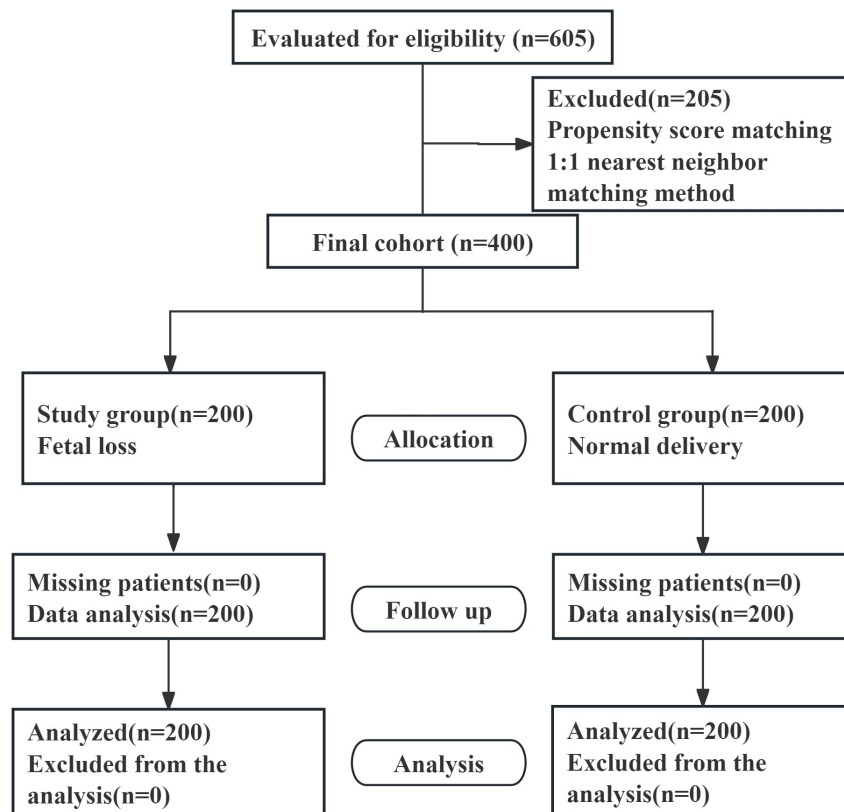 Evaluated for eligibility (n=605)
Excluded(n=205)
Propensity score matching
1:1 nearest neighbor
matching method
Final cohort (n=400)
Study group(n=200)
Fetal loss
Allocation
Control group(n=200)
Normal delivery
Missing patients(n=0)
Data analysis(n=200)
Follow up
Missing patients(n=0)
Data analysis(n=200)
Analyzed(n=200)
Excluded from the
analysis(n=0)
Analysis
Analyzed(n=200)
Excluded from the
analysis(n=0)